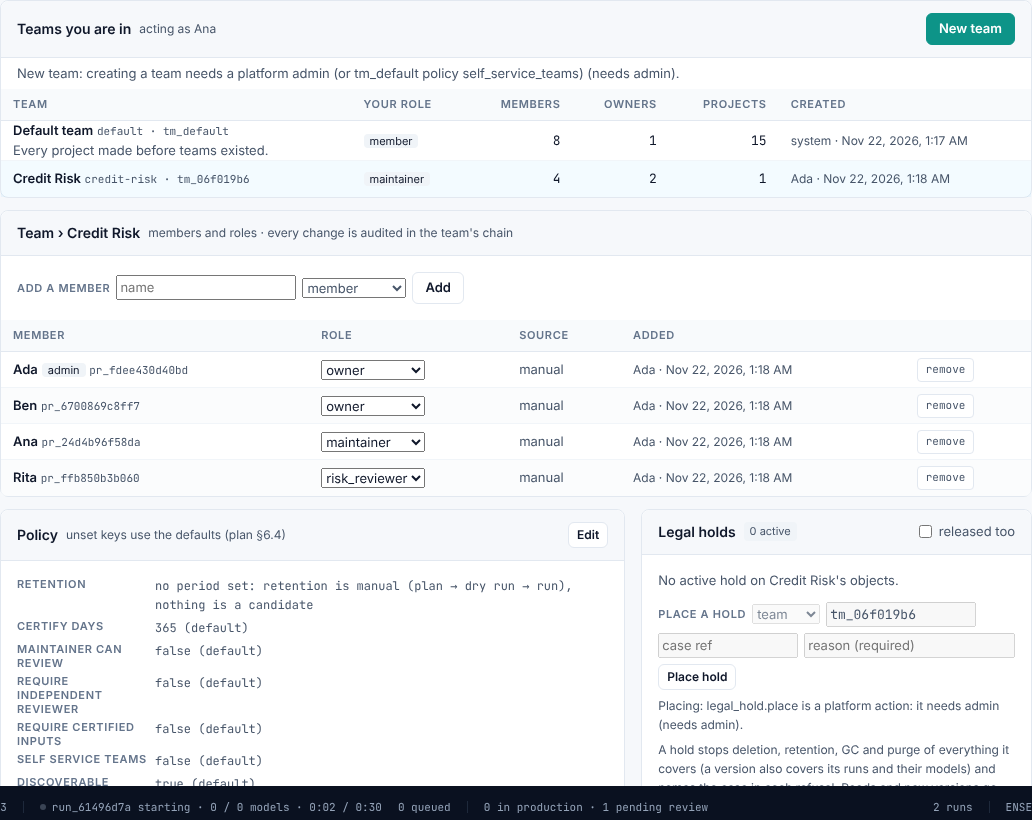 Teams you are in acting as Ana New team
New team: creating a team needs a platform admin (or tm_default policy self_service_teams) (needs admin).
TEAM YOUR ROLE MEMBERS OWNERS PROJECTS CREATED
Default team default · tm_default member 8 1 15 system · Nov 22, 2026, 1:17 AM
Every project made before teams existed.
Credit Risk credit-risk · tm_06f019b6 maintainer 4 2 1 Ada · Nov 22, 2026, 1:18 AM
Team › Credit Risk members and roles · every change is audited in the team's chain
ADD A MEMBER name member Add
MEMBER ROLE SOURCE ADDED
Ada admin pr_fdee430d40bd owner manual Ada · Nov 22, 2026, 1:18 AM remove
Ben pr_6700869c8ff7 owner manual Ada · Nov 22, 2026, 1:18 AM remove
Ana pr_24d4b96f58da maintainer manual Ada · Nov 22, 2026, 1:18 AM remove
Rita pr_ffb850b3b060 risk_reviewer manual Ada · Nov 22, 2026, 1:18 AM remove
Policy unset keys use the defaults (plan §6.4) Edit
RETENTION no period set: retention is manual (plan → dry run → run),
nothing is a candidate
CERTIFY DAYS 365 (default)
MAINTAINER CAN
REVIEW false (default)
REQUIRE
INDEPENDENT
REVIEWER false (default)
REQUIRE CERTIFIED
INPUTS false (default)
SELF SERVICE TEAMS false (default)
DISCOVERABLE true (default)
Legal holds 0 active released too
No active hold on Credit Risk's objects.
PLACE A HOLD team tm_06f019b6
case ref reason (required)
Place hold
Placing: legal_hold.place is a platform action: it needs admin
(needs admin).
A hold stops deletion, retention, GC and purge of everything it
covers (a version also covers its runs and their models) and
3 run_61496d7a starting · 0 / 0 models · 0:02 / 0:30 0 queued 0 in production · 1 pending review 2 runs ENSE